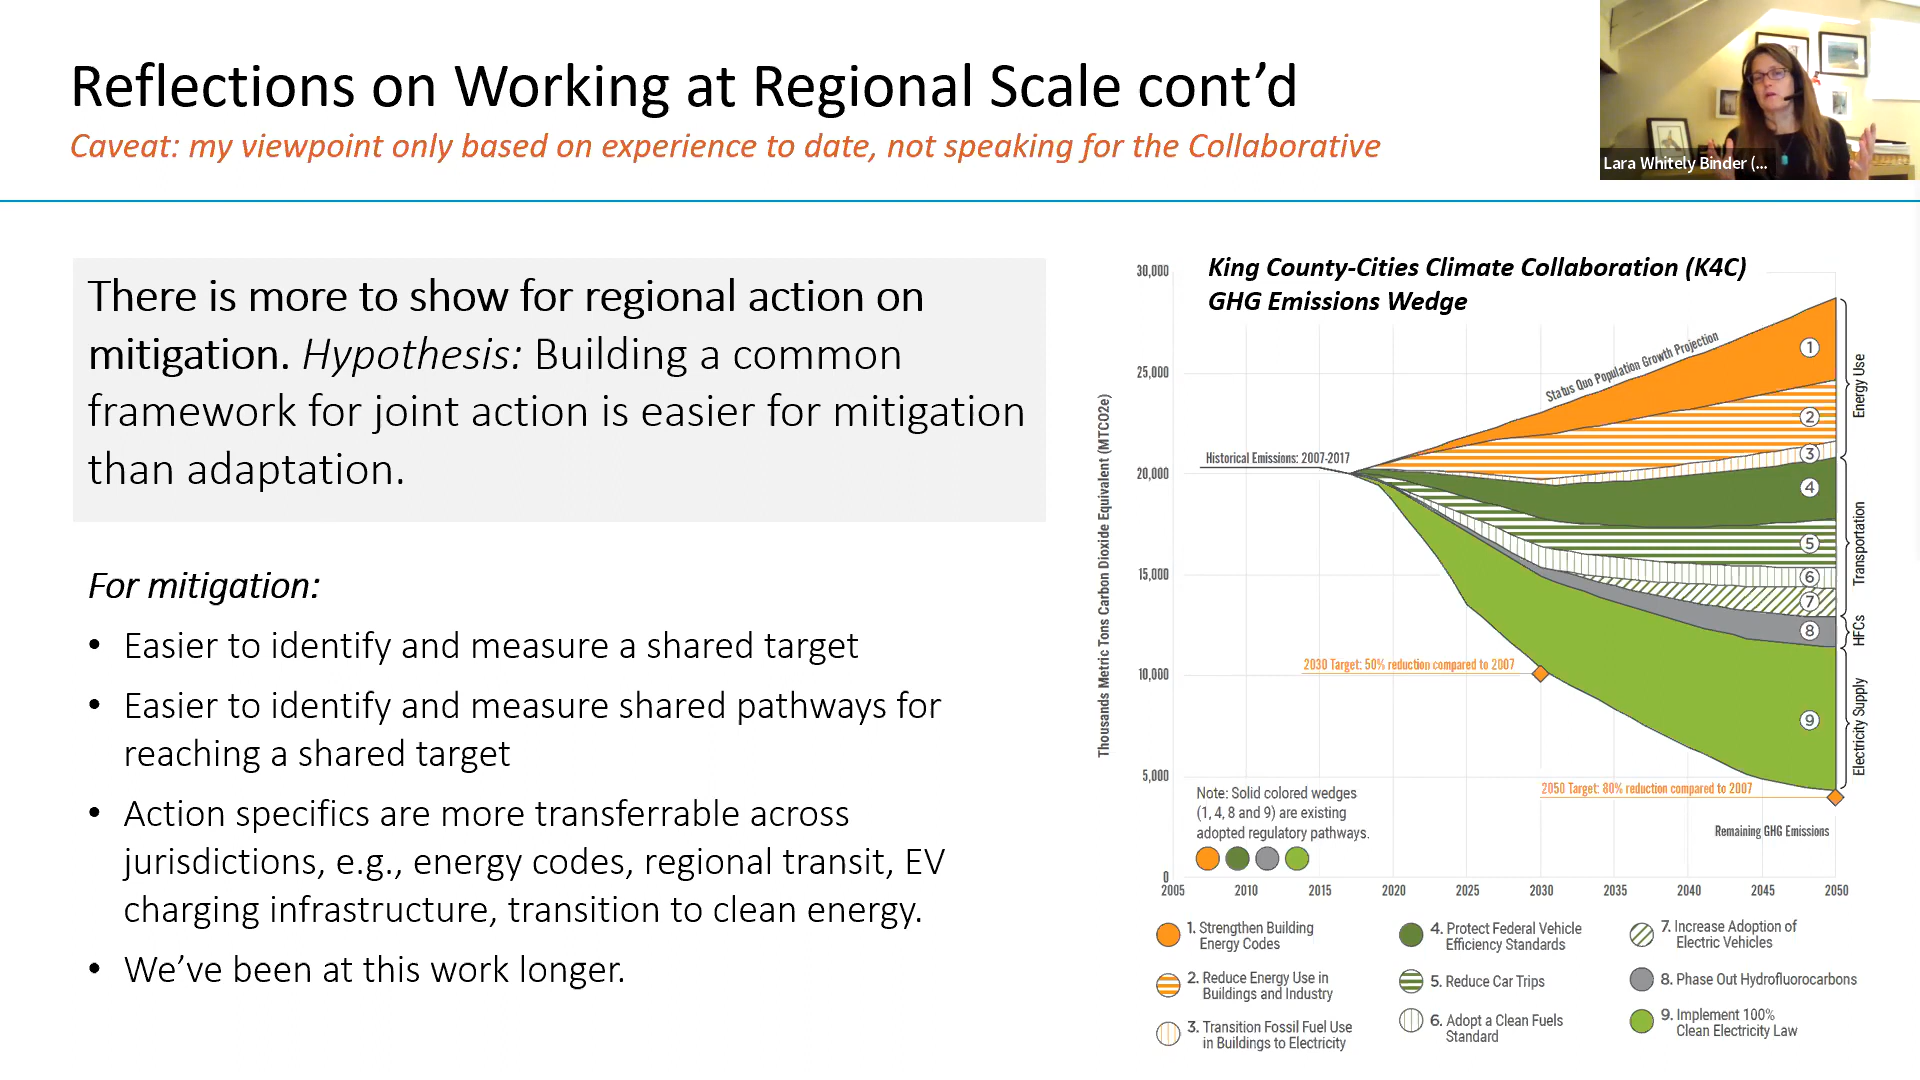 Reflections on Working at Regional Scale cont’d
Caveat: my viewpoint only based on experience to date, not speaking for the Collaborative
Lara Whitely Binder (...
There is more to show for regional action on
mitigation. Hypothesis: Building a common
framework for joint action is easier for mitigation
than adaptation.
For mitigation:
• Easier to identify and measure a shared target
• Easier to identify and measure shared pathways for
reaching a shared target
• Action specifics are more transferrable across
jurisdictions, e.g., energy codes, regional transit, EV
charging infrastructure, transition to clean energy.
• We’ve been at this work longer.
King County-Cities Climate Collaboration (K4C)
GHG Emissions Wedge
Thousands Metric Tons Carbon Dioxide Equivalent (MTCO2e)
30,000
25,000
20,000
15,000
10,000
5,000
0
2005
2010
2015
2020
2025
2030
2035
2040
2045
2050
Historical Emissions: 2007-2017
Status Quo Population Growth Projection
2030 Target: 50% reduction compared to 2007
2050 Target: 80% reduction compared to 2007
Remaining GHG Emissions
1
2
3
4
5
6
7
8
9
Energy Use
Transportation
HFCs
Electricity Supply
Note: Solid colored wedges
(1, 4, 8 and 9) are existing
adopted regulatory pathways.
1. Strengthen Building
Energy Codes
2. Reduce Energy Use in
Buildings and Industry
3. Transition Fossil Fuel Use
in Buildings to Electricity
4. Protect Federal Vehicle
Efficiency Standards
5. Reduce Car Trips
6. Adopt a Clean Fuels
Standard
7. Increase Adoption of
Electric Vehicles
8. Phase Out Hydrofluorocarbons
9. Implement 100%
Clean Electricity Law